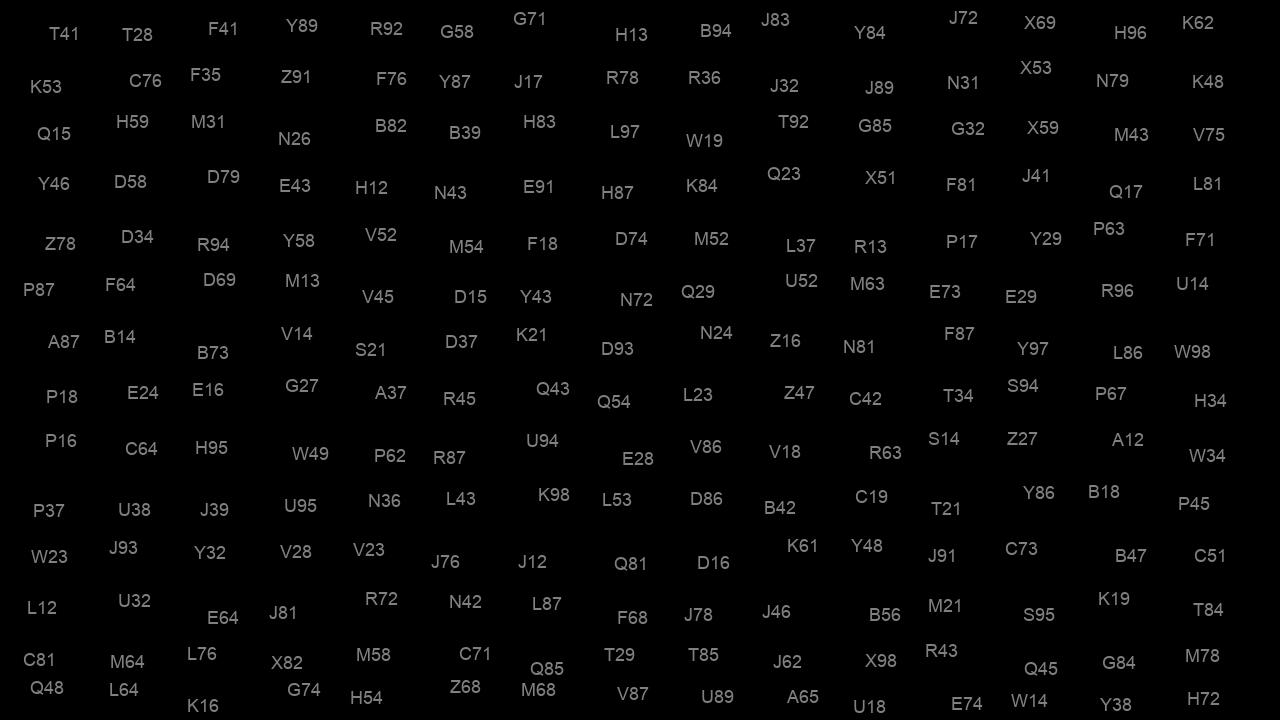 T41 T28 F41 Y89 R92 G58 G71 H13 B94 J83 Y84 J72 X69 H96 K62
K53 C76 F35 Z91 F76 Y87 J17 R78 R36 J32 J89 N31 X53 N79 K48
Q15 H59 M31 N26 B82 B39 H83 L97 W19 T92 G85 G32 X59 M43 V75
Y46 D58 D79 E43 H12 N43 E91 H87 K84 Q23 X51 F81 J41 Q17 L81
Z78 D34 R94 Y58 V52 M54 F18 D74 M52 L37 R13 P17 Y29 P63 F71
P87 F64 D69 M13 V45 D15 Y43 N72 Q29 U52 M63 E73 E29 R96 U14
A87 B14 B73 V14 S21 D37 K21 D93 N24 Z16 N81 F87 Y97 L86 W98
P18 E24 E16 G27 A37 R45 Q43 Q54 L23 Z47 C42 T34 S94 P67 H34
P16 C64 H95 W49 P62 R87 U94 E28 V86 V18 R63 S14 Z27 A12 W34
P37 U38 J39 U95 N36 L43 K98 L53 D86 B42 C19 T21 Y86 B18 P45
W23 J93 Y32 V28 V23 J76 J12 Q81 D16 K61 Y48 J91 C73 B47 C51
L12 U32 E64 J81 R72 N42 L87 F68 J78 J46 B56 M21 S95 K19 T84
C81 M64 L76 X82 M58 C71 Q85 T29 T85 J62 X98 R43 Q45 G84 M78
Q48 L64 K16 G74 H54 Z68 M68 V87 U89 A65 U18 E74 W14 Y38 H72